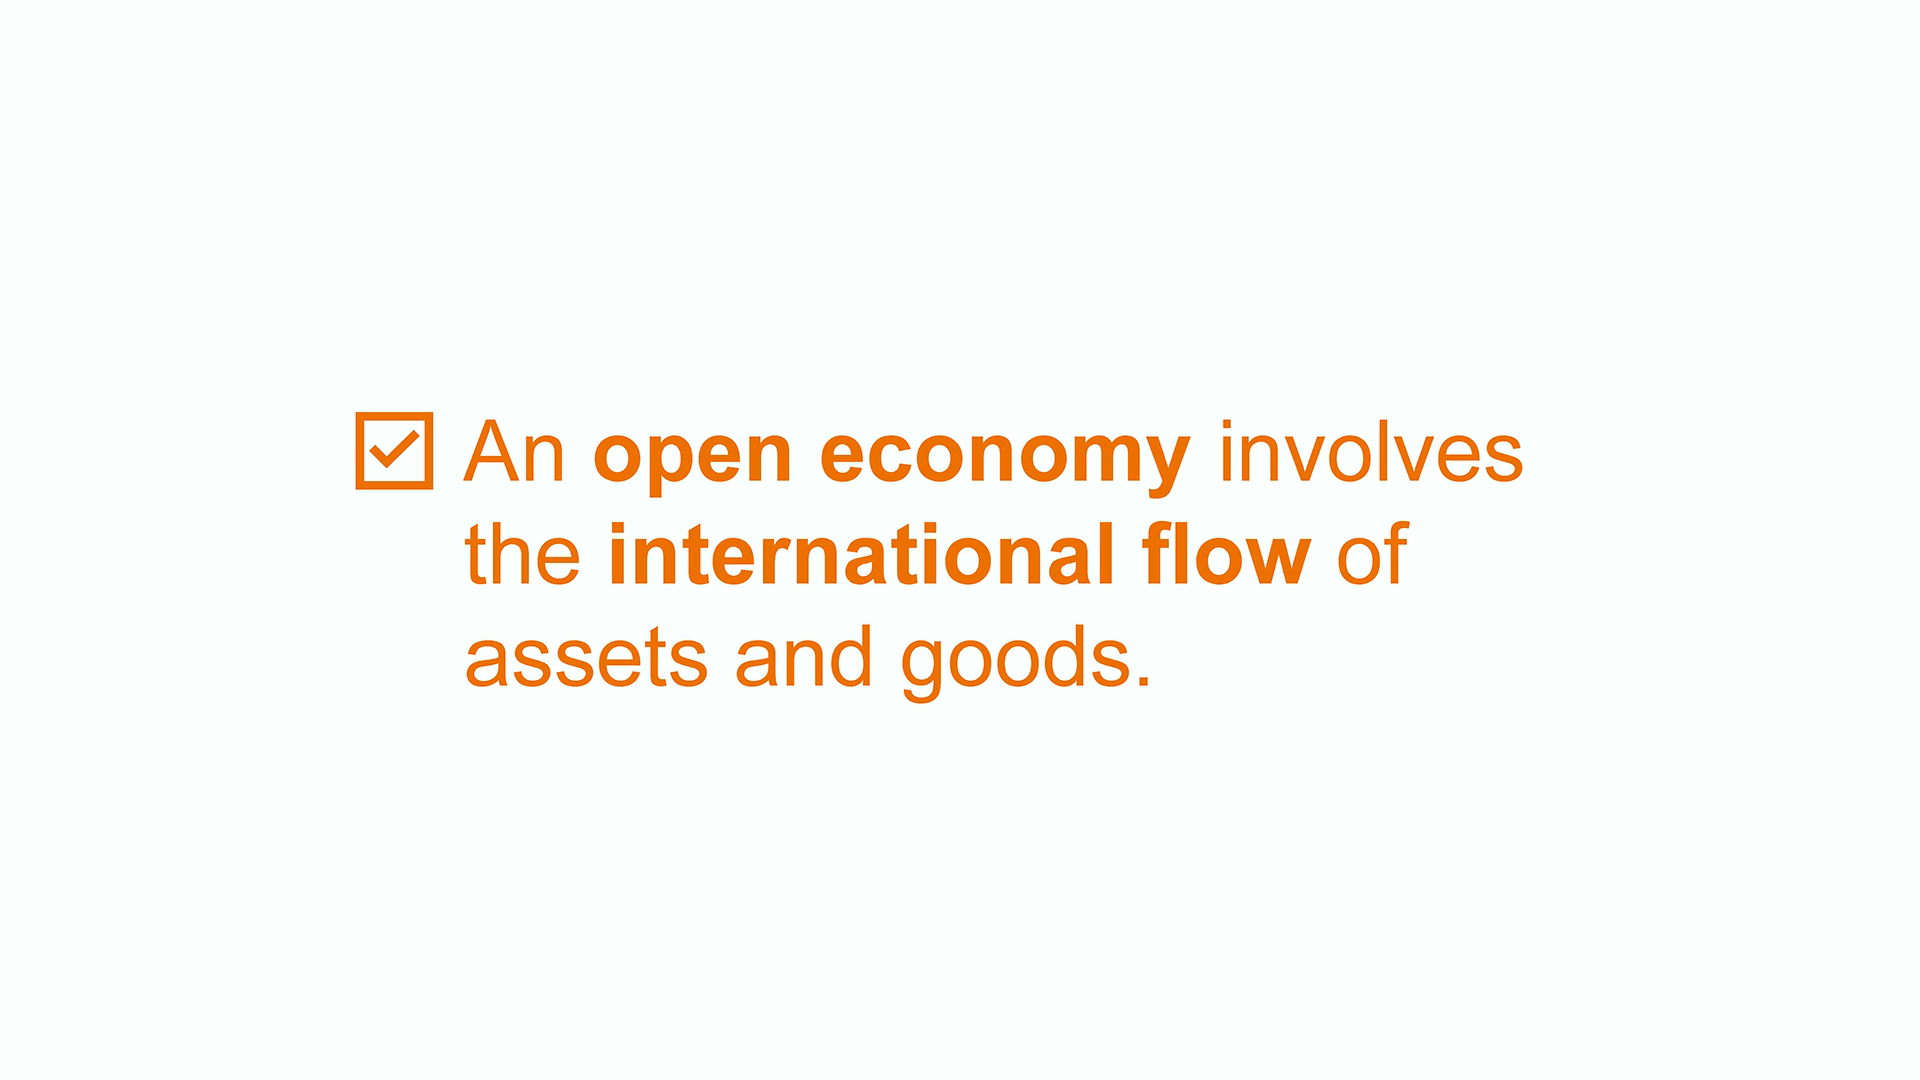 An open economy involves
the international flow of
assets and goods.